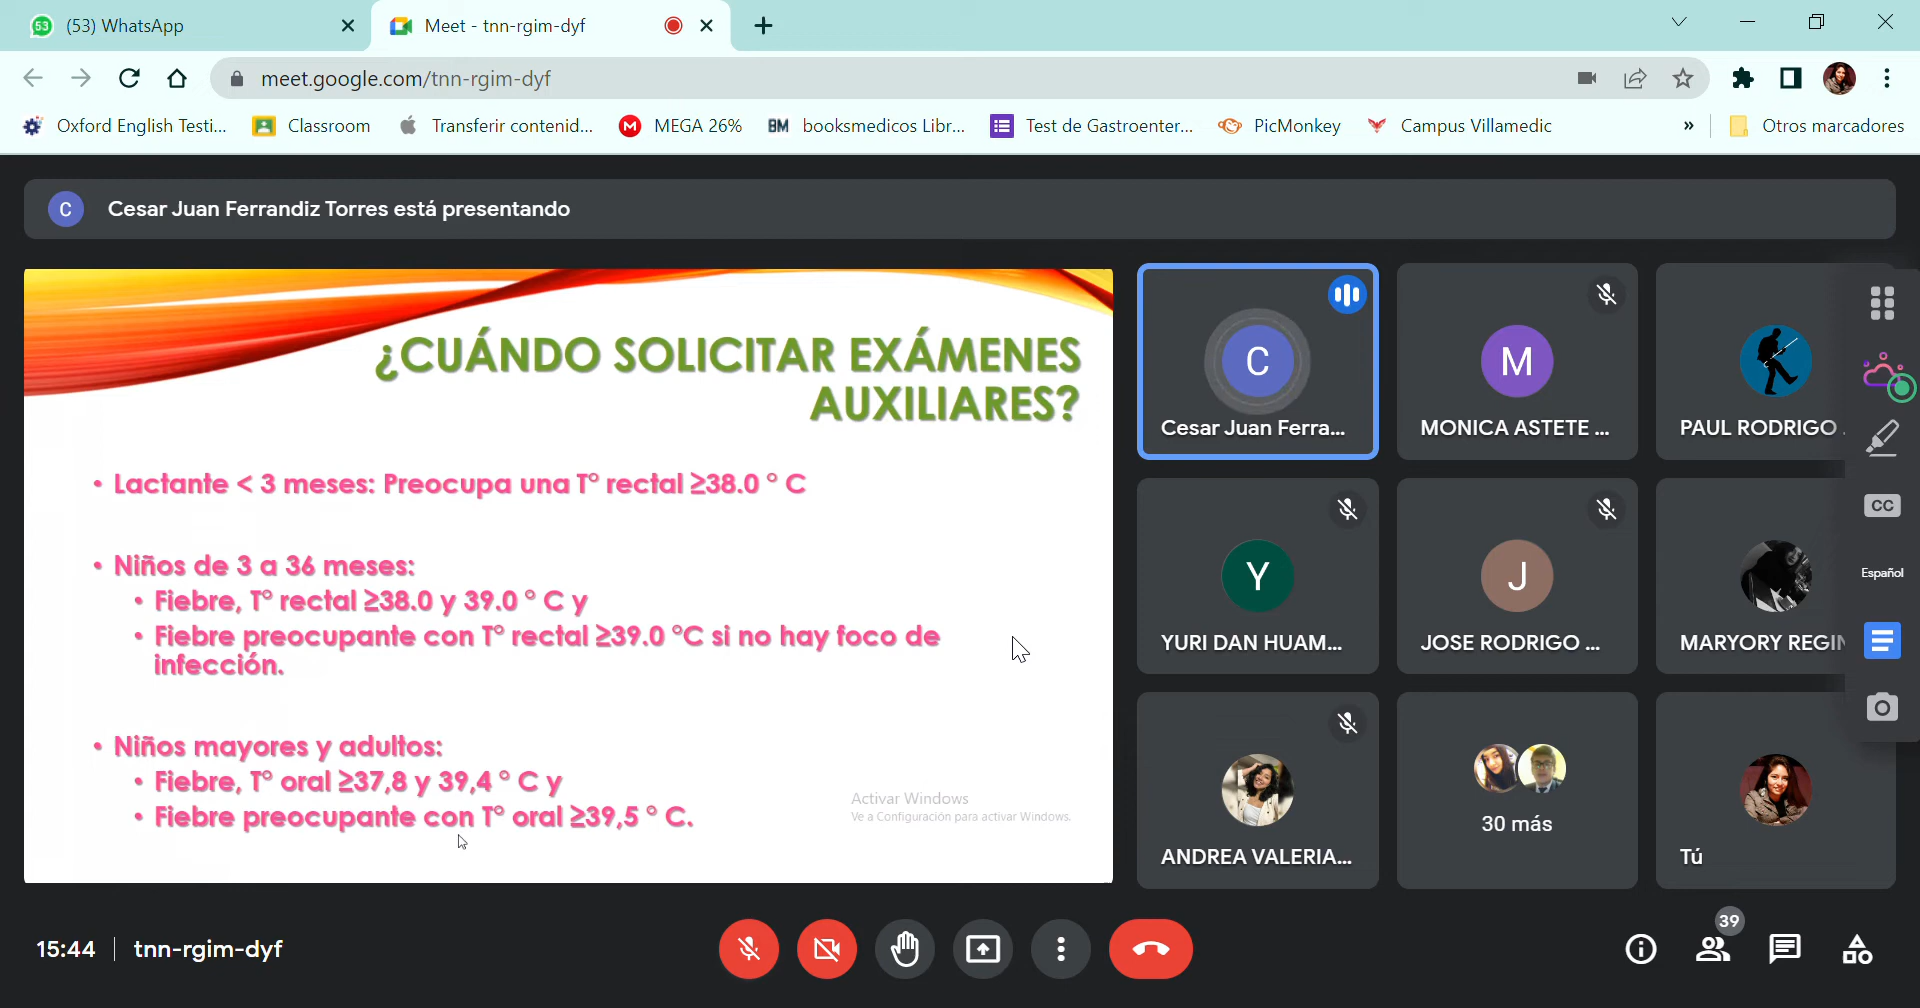 53
(53) WhatsApp
Meet - tnn-rgim-dyf
meet.google.com/tnn-rgim-dyf
Oxford English Testi...
Classroom
Transferir contenid...
M
MEGA 26%
BM
booksmedicos Libr...
Test de Gastroenter...
PicMonkey
Campus Villamedic
»
Otros marcadores
C
Cesar Juan Ferrandiz Torres está presentando
¿CUÁNDO SOLICITAR EXÁMENES
AUXILIARES?
• Lactante < 3 meses: Preocupa una T° rectal ≥38.0 ° C
• Niños de 3 a 36 meses:
• Fiebre, T° rectal ≥38.0 y 39.0 ° C y
• Fiebre preocupante con T° rectal ≥39.0 °C si no hay foco de
infección.
• Niños mayores y adultos:
• Fiebre, T° oral ≥37,8 y 39,4 ° C y
• Fiebre preocupante con T° oral ≥39,5 ° C.
Activar Windows
Ve a Configuración para activar Windows.
C
Cesar Juan Ferra...
M
MONICA ASTETE ...
PAUL RODRIGO
Y
YURI DAN HUAM...
J
JOSE RODRIGO ...
MARYORY REGIN
ANDREA VALERIA...
30 más
Tú
CC
Español
15:44
tnn-rgim-dyf
39